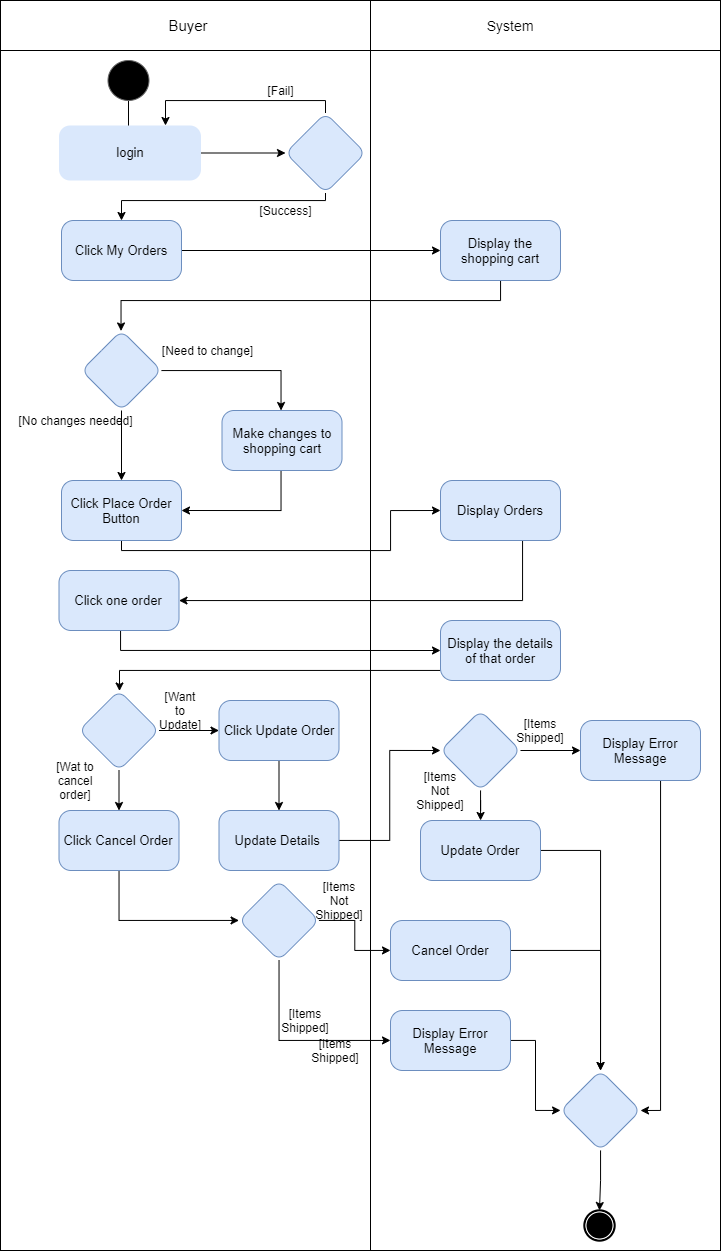 Buyer
System
[Fail]
login
[Success]
Click My Orders
Display the
shopping cart
[Need to change]
[No changes needed]
Make changes to
shopping cart
Click Place Order
Button
Display Orders
Click one order
Display the details
of that order
[Want
to
Update]
Click Update Order
[Items
Shipped]
Display Error
Message
[Wat to
cancel
order]
[Items
Not
Shipped]
Click Cancel Order
Update Details
Update Order
[Items
Not
Shipped]
Cancel Order
[Items
Shipped]
[Items
Shipped]
Display Error
Message